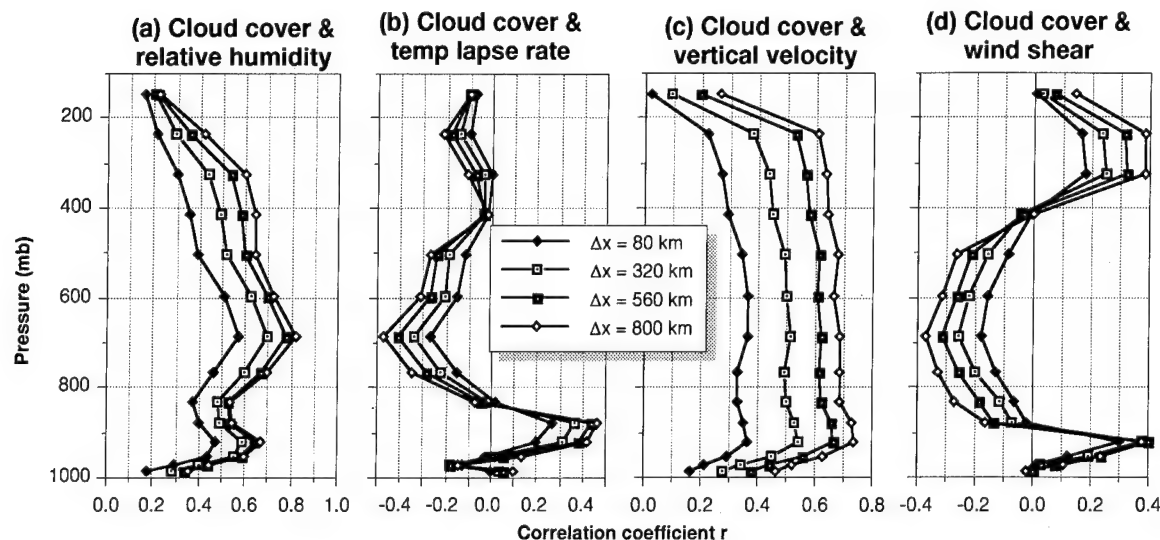 (a) Cloud cover &
relative humidity
(b) Cloud cover &
temp lapse rate
(c) Cloud cover &
vertical velocity
(d) Cloud cover &
wind shear
Pressure (mb)
200
400
600
800
1000
0.0 0.2 0.4 0.6 0.8 1.0
-0.4 -0.2 0.0 0.2 0.4
0.0 0.2 0.4 0.6 0.8
-0.4 -0.2 0.0 0.2 0.4
Δx = 80 km
Δx = 320 km
Δx = 560 km
Δx = 800 km
Correlation coefficient r